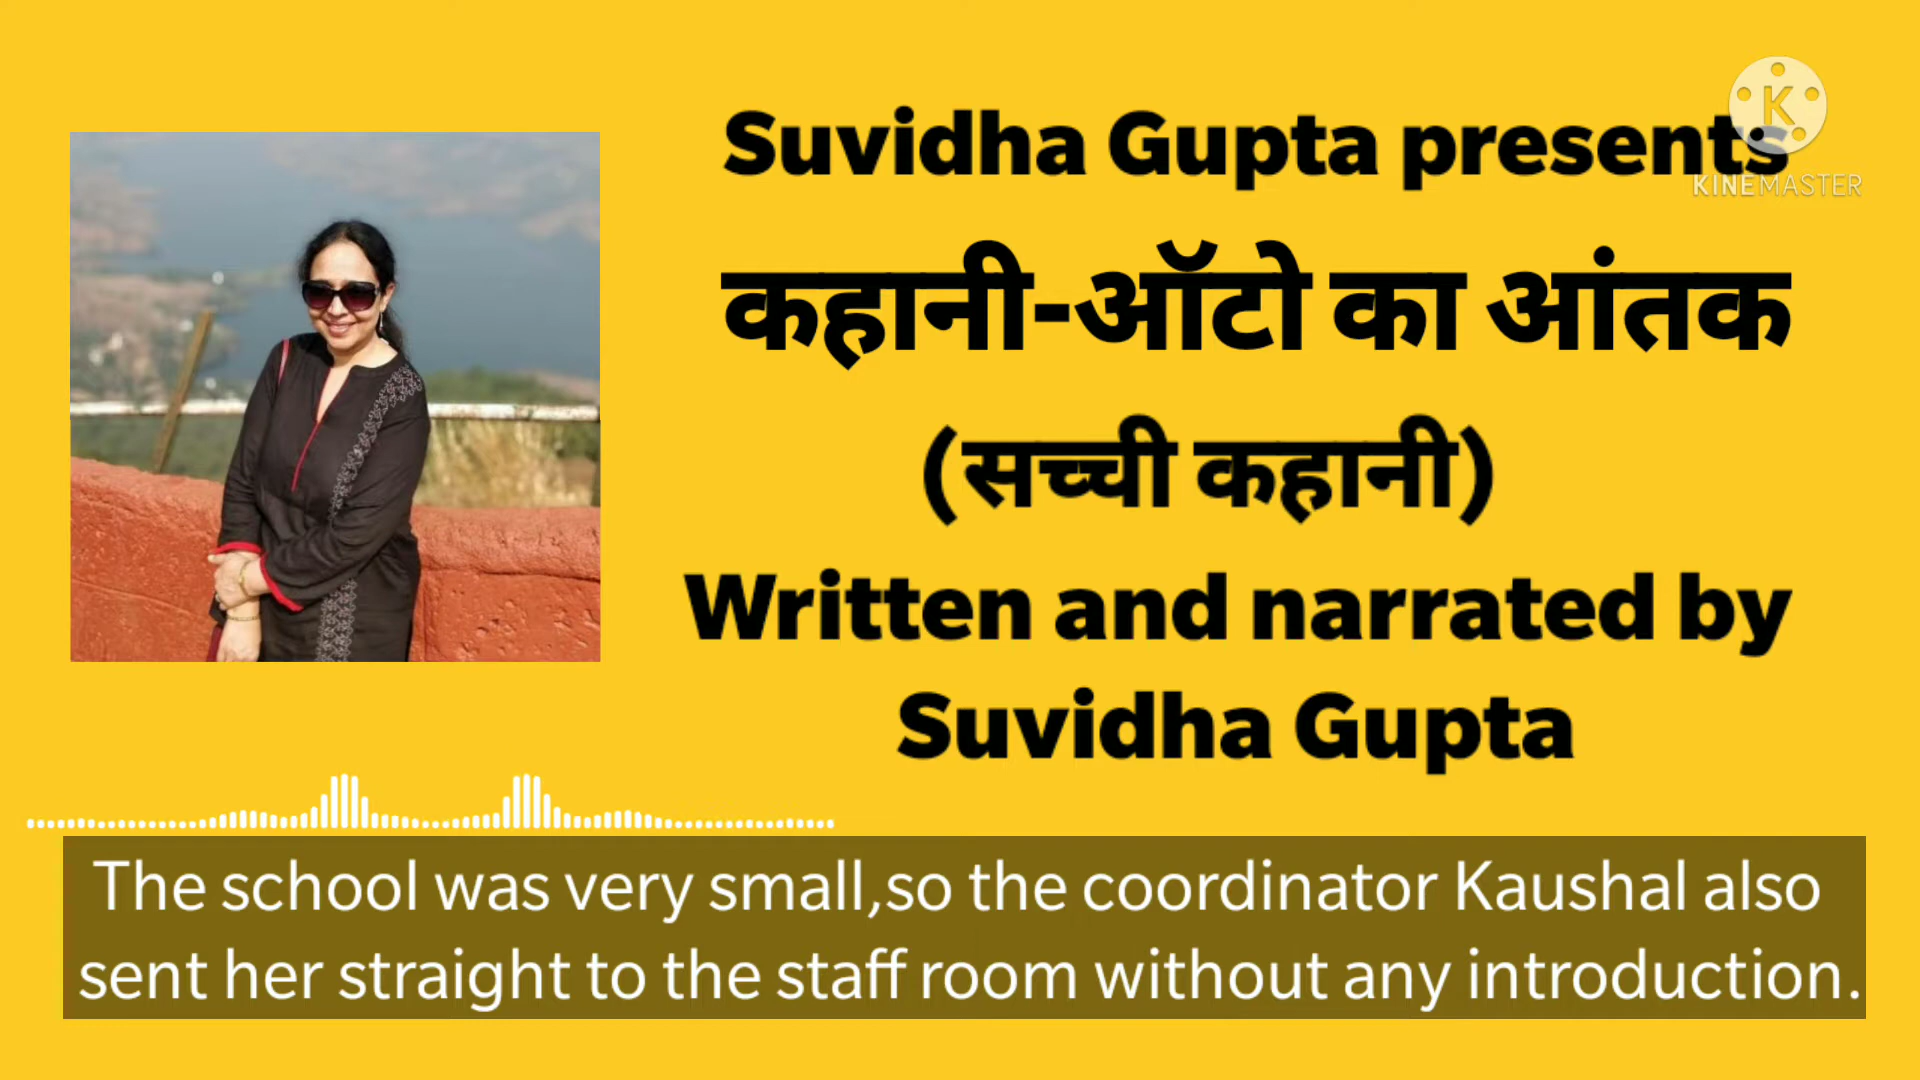 Suvidha Gupta presents
K
KINEMASTER
कहानी-ऑटो का आंतक
(सच्ची कहानी)
Written and narrated by
Suvidha Gupta
The school was very small,so the coordinator Kaushal also
sent her straight to the staff room without any introduction.